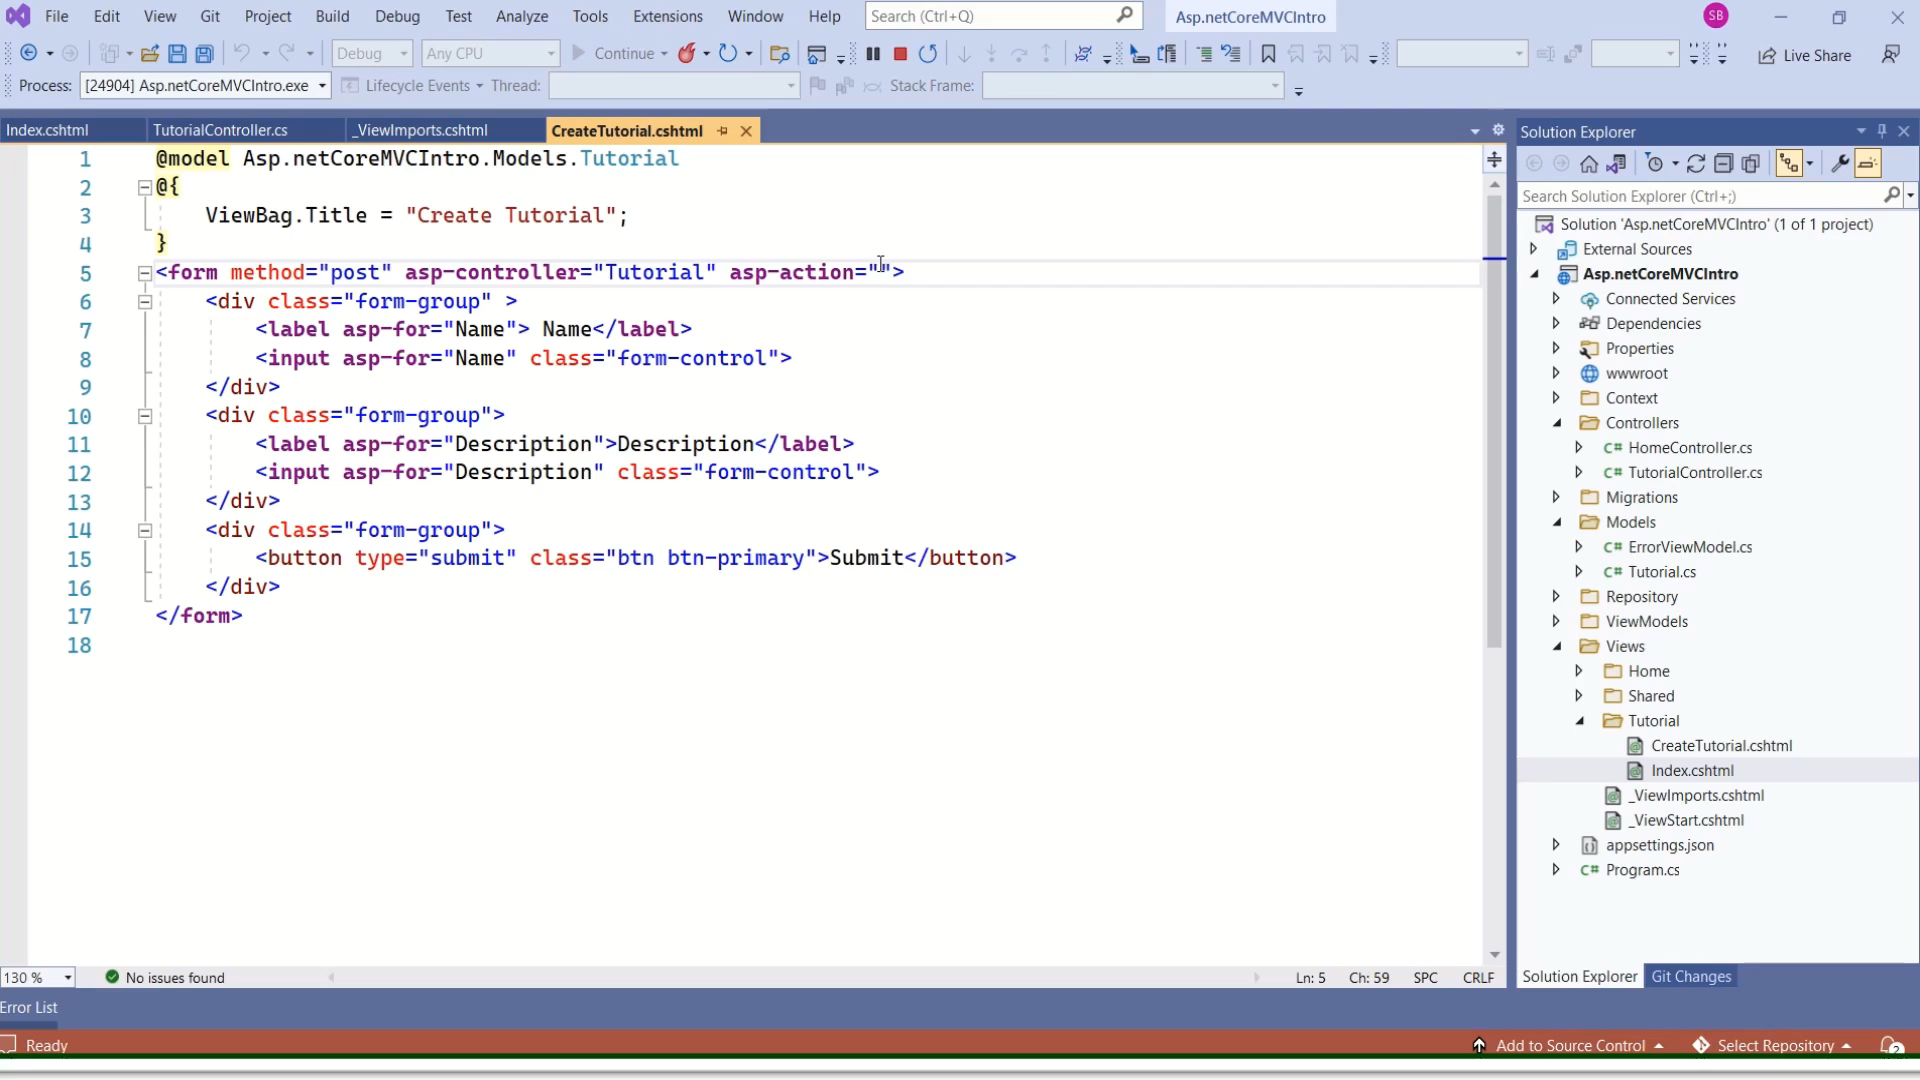 File Edit View Git Project Build Debug Test Analyze Tools Extensions Window Help Search (Ctrl+Q) Asp.netCoreMVCIntro SB
Debug Any CPU Continue Live Share
Process: [24904] Asp.netCoreMVCIntro.exe Lifecycle Events Thread: Stack Frame:
Index.cshtml TutorialController.cs _ViewImports.cshtml CreateTutorial.cshtml
1 @model Asp.netCoreMVCIntro.Models.Tutorial
2 @{
3 ViewBag.Title = "Create Tutorial";
4 }
5 <form method="post" asp-controller="Tutorial" asp-action="">
6 <div class="form-group" >
7 <label asp-for="Name"> Name</label>
8 <input asp-for="Name" class="form-control">
9 </div>
10 <div class="form-group">
11 <label asp-for="Description">Description</label>
12 <input asp-for="Description" class="form-control">
13 </div>
14 <div class="form-group">
15 <button type="submit" class="btn btn-primary">Submit</button>
16 </div>
17 </form>
18
130 % No issues found Ln: 5 Ch: 59 SPC CRLF
Solution Explorer
Search Solution Explorer (Ctrl+;)
Solution 'Asp.netCoreMVCIntro' (1 of 1 project)
External Sources
Asp.netCoreMVCIntro
Connected Services
Dependencies
Properties
wwwroot
Context
Controllers
C# HomeController.cs
C# TutorialController.cs
Migrations
Models
C# ErrorViewModel.cs
C# Tutorial.cs
Repository
ViewModels
Views
Home
Shared
Tutorial
CreateTutorial.cshtml
Index.cshtml
_ViewImports.cshtml
_ViewStart.cshtml
appsettings.json
C# Program.cs
Solution Explorer Git Changes
Error List
Ready Add to Source Control Select Repository 2